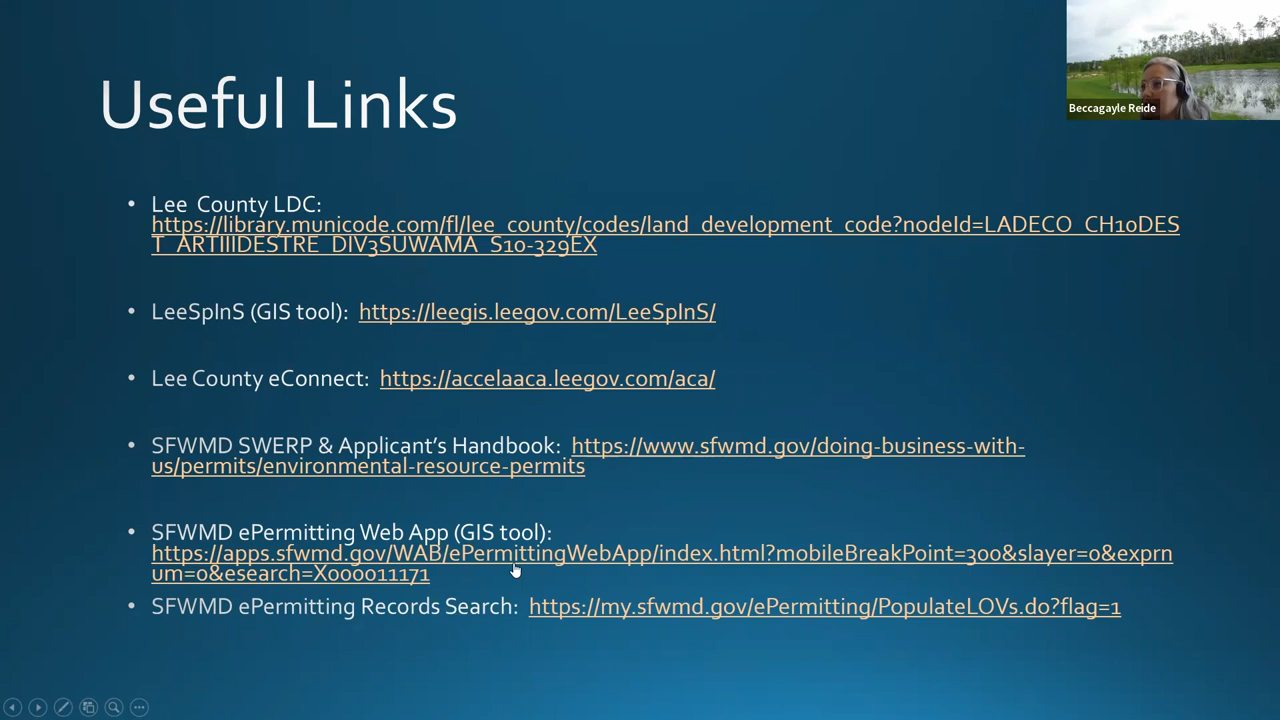 Useful Links
Beccagayle Reide
• Lee County LDC:
https://library.municode.com/fl/lee_county/codes/land_development_code?nodeId=LADECO_CH10DES
T_ARTIIIDESTRE_DIV3SUWAMA_S10-329EX
• LeeSpInS (GIS tool): https://leegis.leegov.com/LeeSpInS/
• Lee County eConnect: https://accelaaca.leegov.com/aca/
• SFWMD SWERP & Applicant's Handbook: https://www.sfwmd.gov/doing-business-with-
us/permits/environmental-resource-permits
• SFWMD ePermitting Web App (GIS tool):
https://apps.sfwmd.gov/WAB/ePermittingWebApp/index.html?mobileBreakPoint=300&slayer=0&exprn
um=0&esearch=X000011171
• SFWMD ePermitting Records Search: https://my.sfwmd.gov/ePermitting/PopulateLOVs.do?flag=1